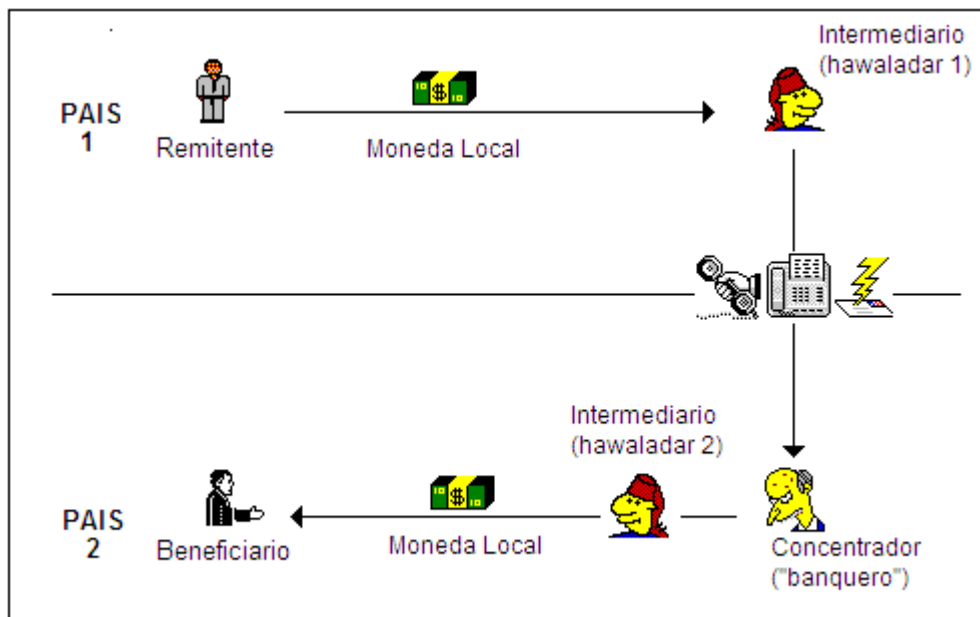 Intermediario
(hawaladar 1)
PAIS
1
Remitente
Moneda Local
Intermediario
(hawaladar 2)
PAIS
2
Beneficiario
Moneda Local
Concentrador
("banquero")